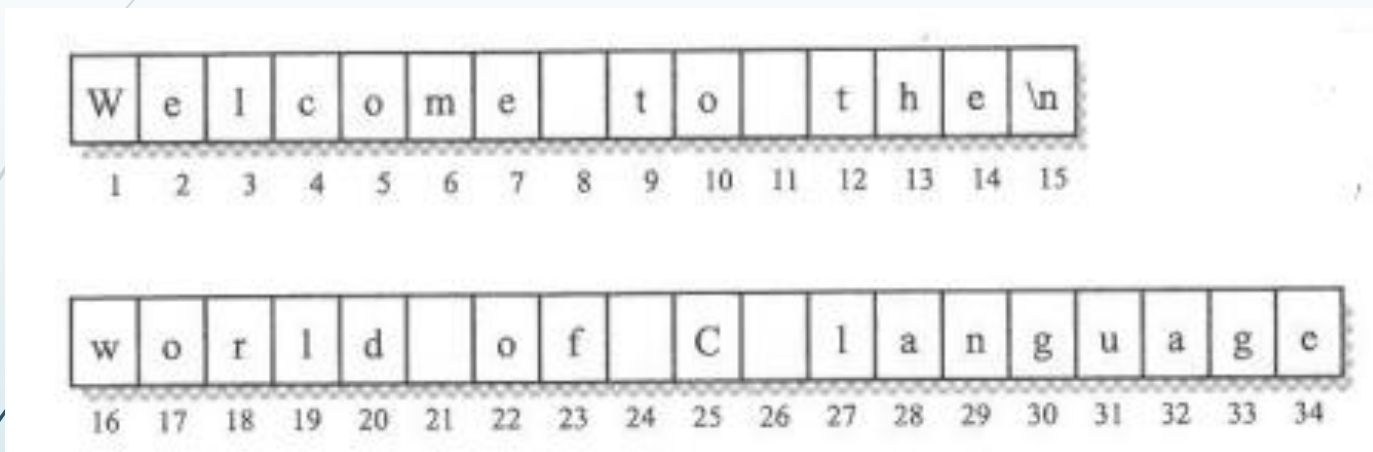 W e l c o m e t o t h e \n
1 2 3 4 5 6 7 8 9 10 11 12 13 14 15
w o r l d o f C l a n g u a g e
16 17 18 19 20 21 22 23 24 25 26 27 28 29 30 31 32 33 34